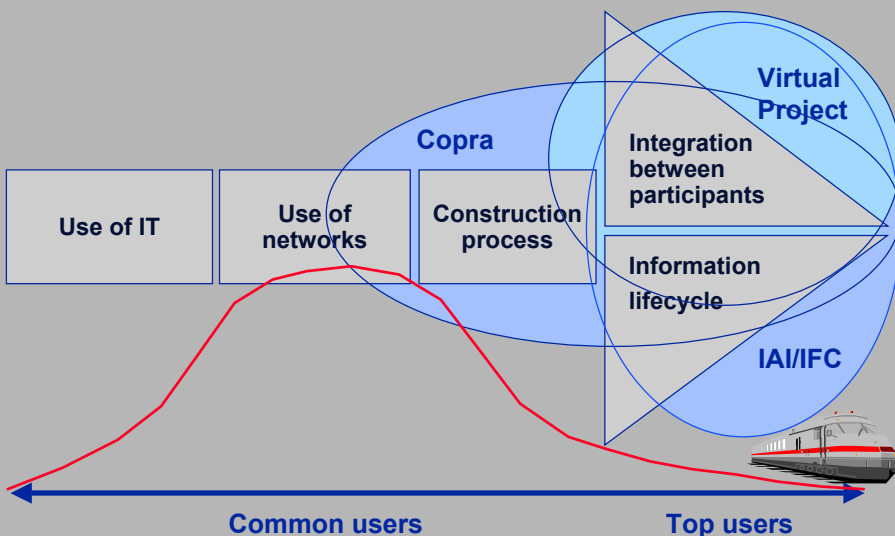 Virtual
Project
Copra
Integration
between
participants
Use of IT
Use of
networks
Construction
process
Information
lifecycle
IAI/IFC
Common users
Top users